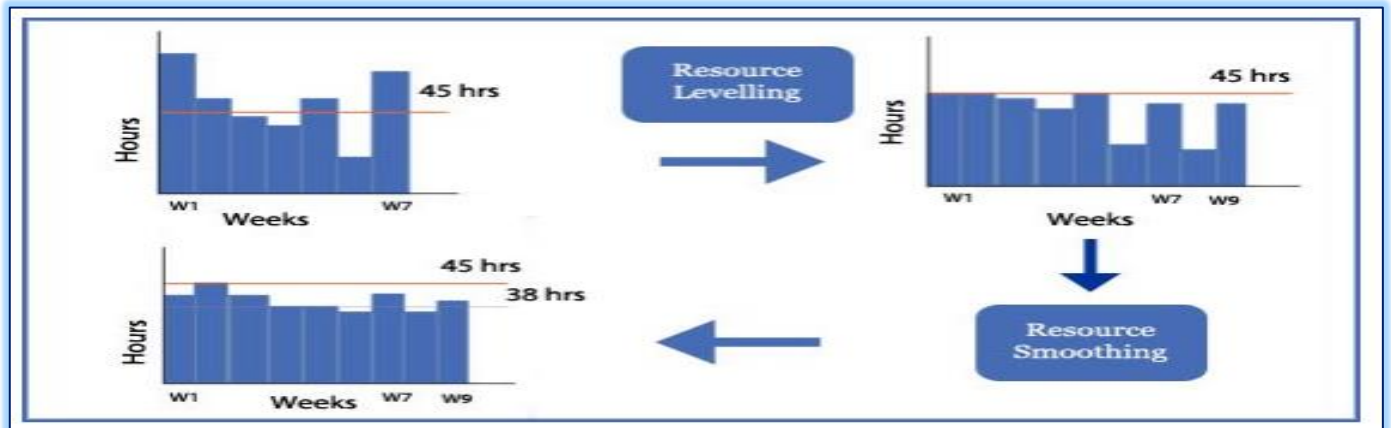 45 hrs
Hours
W1
W7
Weeks
Resource
Levelling
45 hrs
Hours
W1
W7
W9
Weeks
45 hrs
38 hrs
Hours
W1
Weeks
W7
W9
Resource
Smoothing